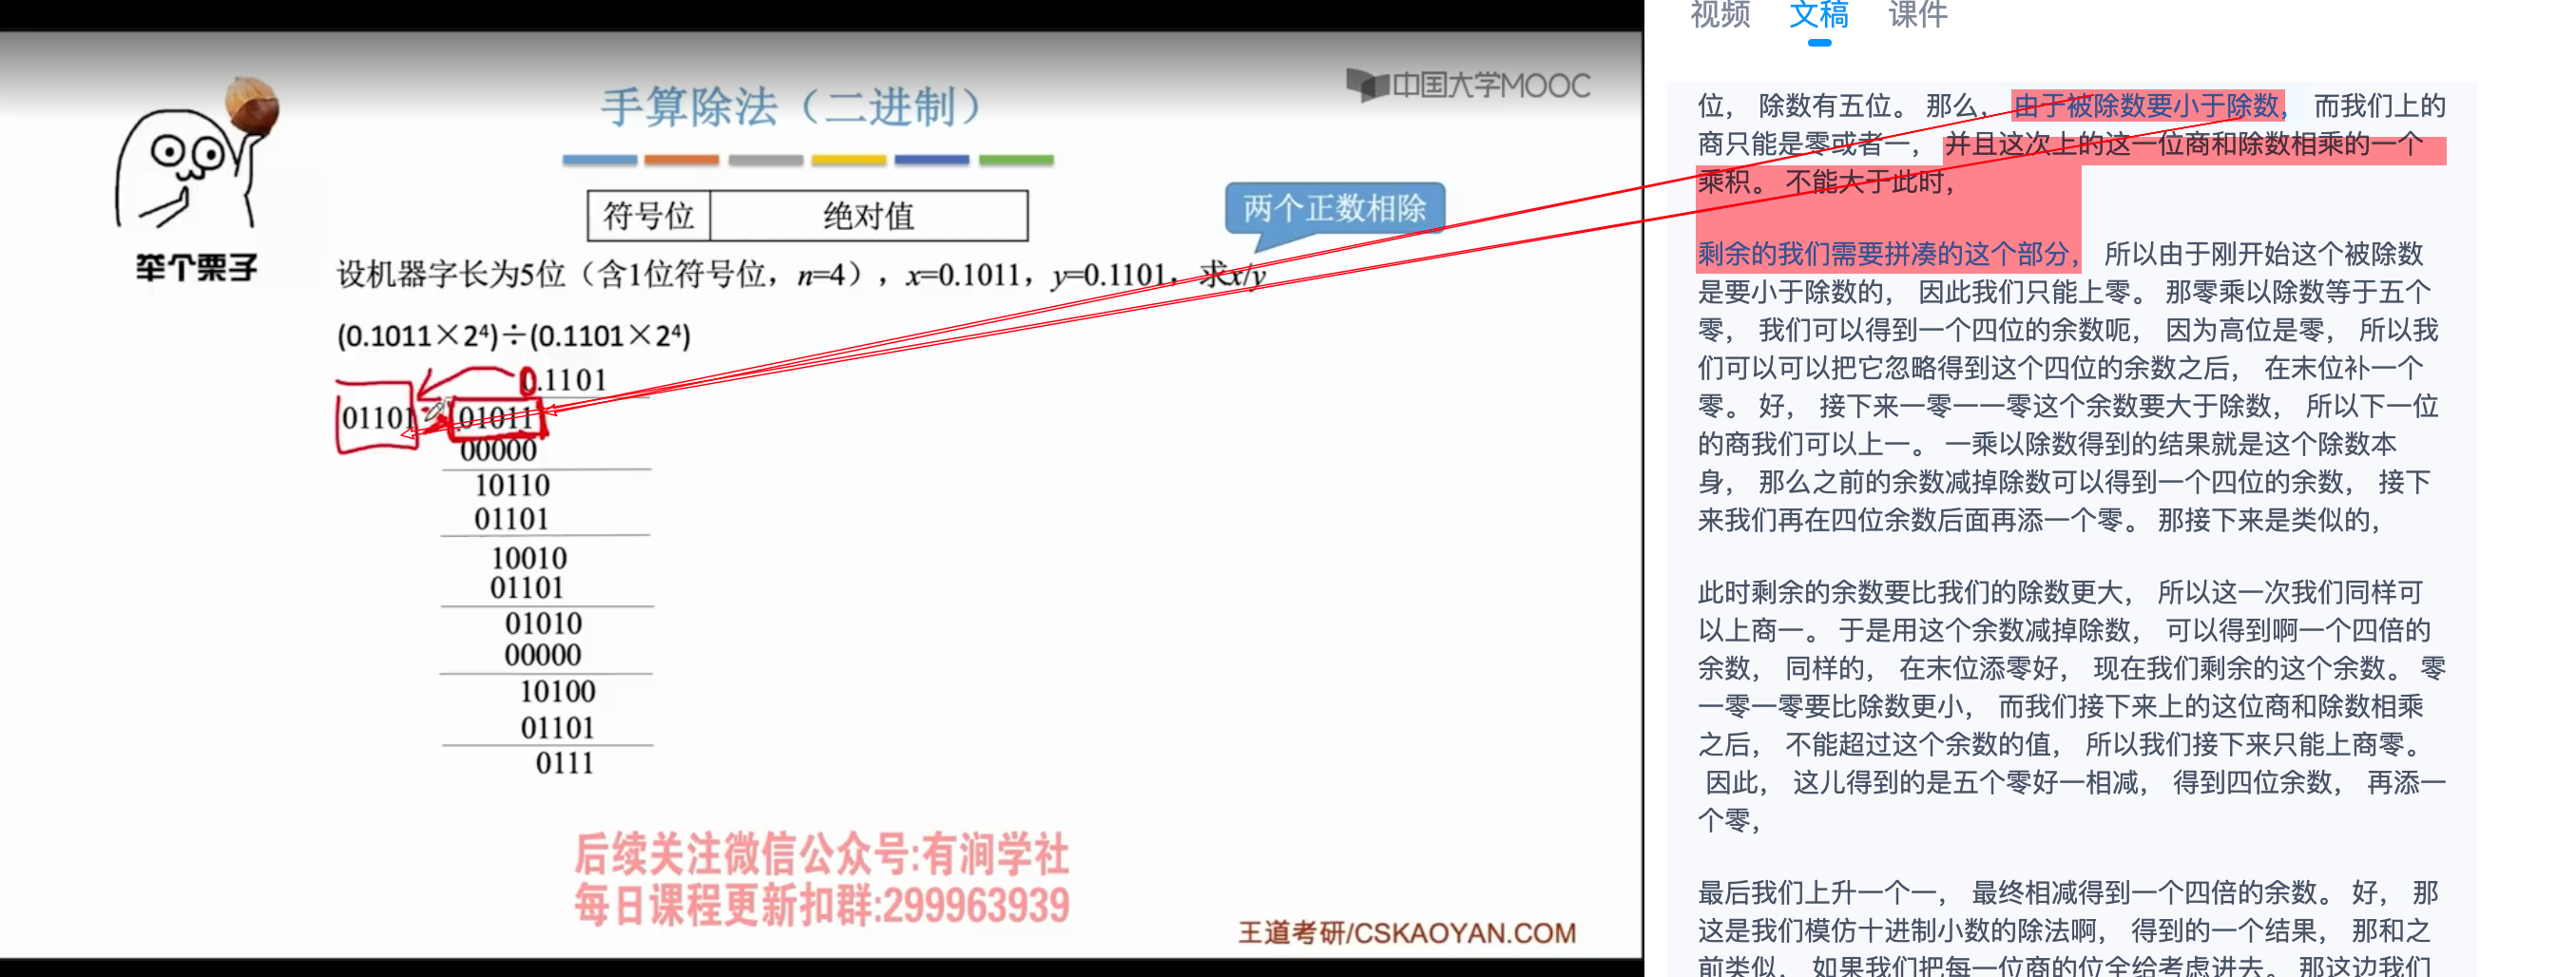 中国大学MOOC
手算除法（二进制）
举个栗子
符号位 绝对值
两个正数相除
设机器字长为5位（含1位符号位，n=4），x=0.1011，y=0.1101，求x/y
(0.1011×2⁴)÷(0.1101×2⁴)
0.1101
01101 01011
00000
10110
01101
10010
01101
01010
00000
10100
01101
0111
后续关注微信公众号:有涧学社
每日课程更新扣群:299963939
王道考研/CSKAOYAN.COM
视频 文稿 课件
位， 除数有五位。 那么， 由于被除数要小于除数， 而我们上的
商只能是零或者一， 并且这次上的这一位商和除数相乘的一个
乘积。 不能大于此时，
剩余的我们需要拼凑的这个部分， 所以由于刚开始这个被除数
是要小于除数的， 因此我们只能上零。 那零乘以除数等于五个
零， 我们可以得到一个四位的余数呃， 因为高位是零， 所以我
们可以可以把它忽略得到这个四位的余数之后， 在末位补一个
零。 好， 接下来一零一一零这个余数要大于除数， 所以下一位
的商我们可以上一。 一乘以除数得到的结果就是这个除数本
身， 那么之前的余数减掉除数可以得到一个四位的余数， 接下
来我们再在四位余数后面再添一个零。 那接下来是类似的，
此时剩余的余数要比我们的除数更大， 所以这一次我们同样可
以上商一。 于是用这个余数减掉除数， 可以得到啊一个四倍的
余数， 同样的， 在末位添零好， 现在我们剩余的这个余数。 零
一零一零要比除数更小， 而我们接下来上的这位商和除数相乘
之后， 不能超过这个余数的值， 所以我们接下来只能上商零。
因此， 这儿得到的是五个零好一相减， 得到四位余数， 再添一
个零，
最后我们上升一个一， 最终相减得到一个四倍的余数。 好， 那
这是我们模仿十进制小数的除法啊， 得到的一个结果， 那和之
前类似， 如果我们把每一位商的位全给考虑进去。 那这边我们